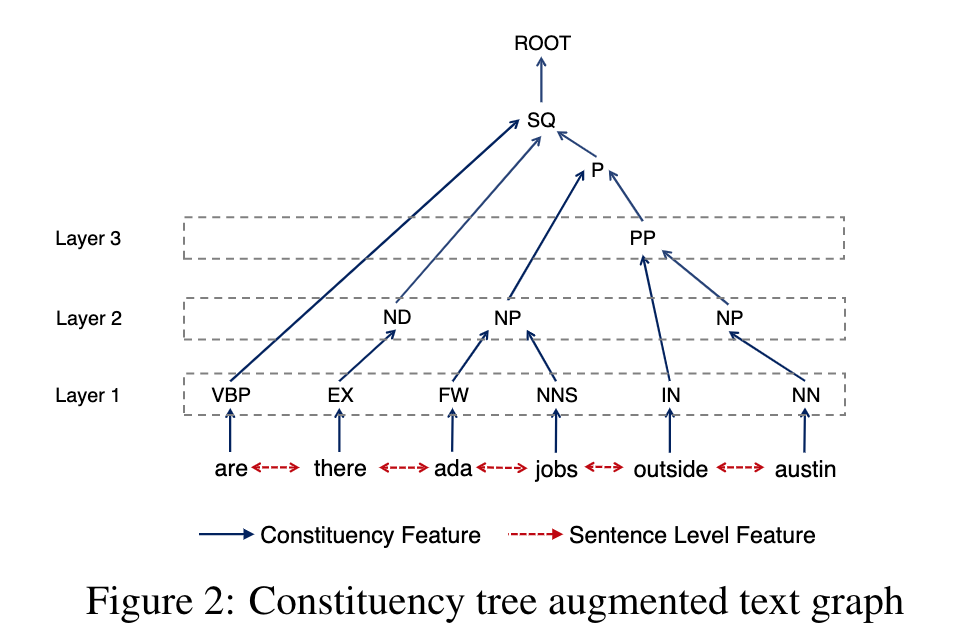 ROOT
SQ
P
Layer 3 PP
Layer 2 ND NP NP
Layer 1 VBP EX FW NNS IN NN
are there ada jobs outside austin
Constituency Feature Sentence Level Feature
Figure 2: Constituency tree augmented text graph